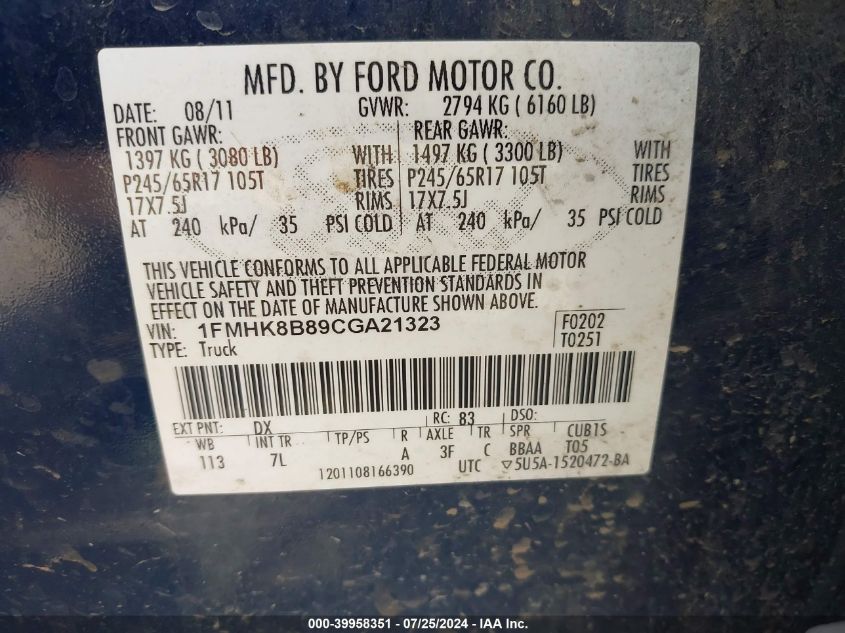 MFD. BY FORD MOTOR CO.
DATE: 08/11 GVWR: 2794 KG ( 6160 LB)
FRONT GAWR: REAR GAWR:
1397 KG ( 3080 LB) WITH 1497 KG ( 3300 LB) WITH
P245/65R17 105T TIRES P245/65R17 105T TIRES
17X7.5J RIMS 17X7.5J RIMS
AT 240 kPa/ 35 PSI COLD AT 240 kPa/ 35 PSI COLD
THIS VEHICLE CONFORMS TO ALL APPLICABLE FEDERAL MOTOR
VEHICLE SAFETY AND THEFT PREVENTION STANDARDS IN
EFFECT ON THE DATE OF MANUFACTURE SHOWN ABOVE.
VIN: 1FMHK8B89CGA21323 F0202
TYPE: Truck T0251
EXT PNT: DX RC: 83 DSO:
WB INT TR TP/PS R AXLE TR SPR CUB1S
113 7L A 3F C BBAA T05
1201108166390 UTC ▽5U5A-1520472-BA
000-39958351 / 07/25/2024 - IAA Inc.